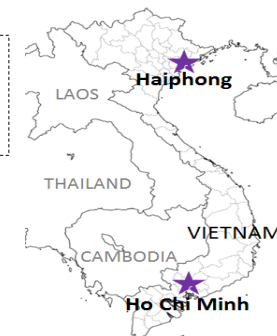 Haiphong
LAOS
THAILAND
VIETNAM
CAMBODIA
Ho Chi Minh